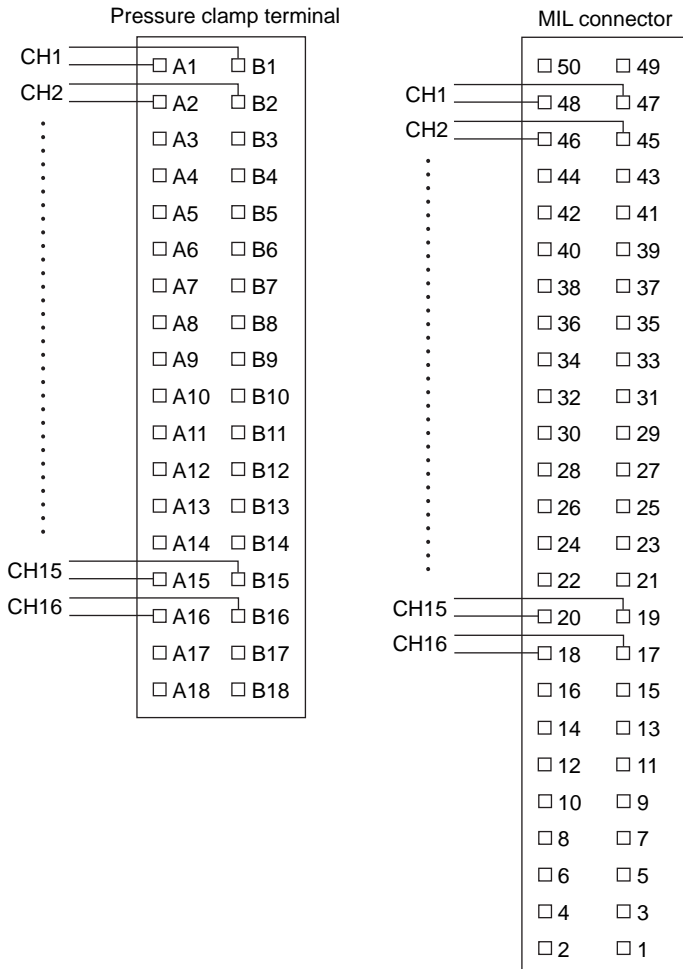 Pressure clamp terminal
CH1
A1 B1
CH2
A2 B2
A3 B3
A4 B4
A5 B5
A6 B6
A7 B7
A8 B8
A9 B9
A10 B10
A11 B11
A12 B12
A13 B13
A14 B14
CH15
A15 B15
CH16
A16 B16
A17 B17
A18 B18
MIL connector
50 49
CH1
48 47
CH2
46 45
44 43
42 41
40 39
38 37
36 35
34 33
32 31
30 29
28 27
26 25
24 23
22 21
CH15
20 19
CH16
18 17
16 15
14 13
12 11
10 9
8 7
6 5
4 3
2 1